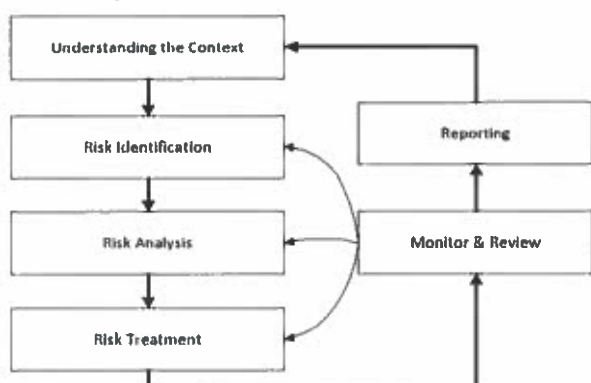 Understanding the Context
Risk Identification
Reporting
Risk Analysis
Monitor & Review
Risk Treatment